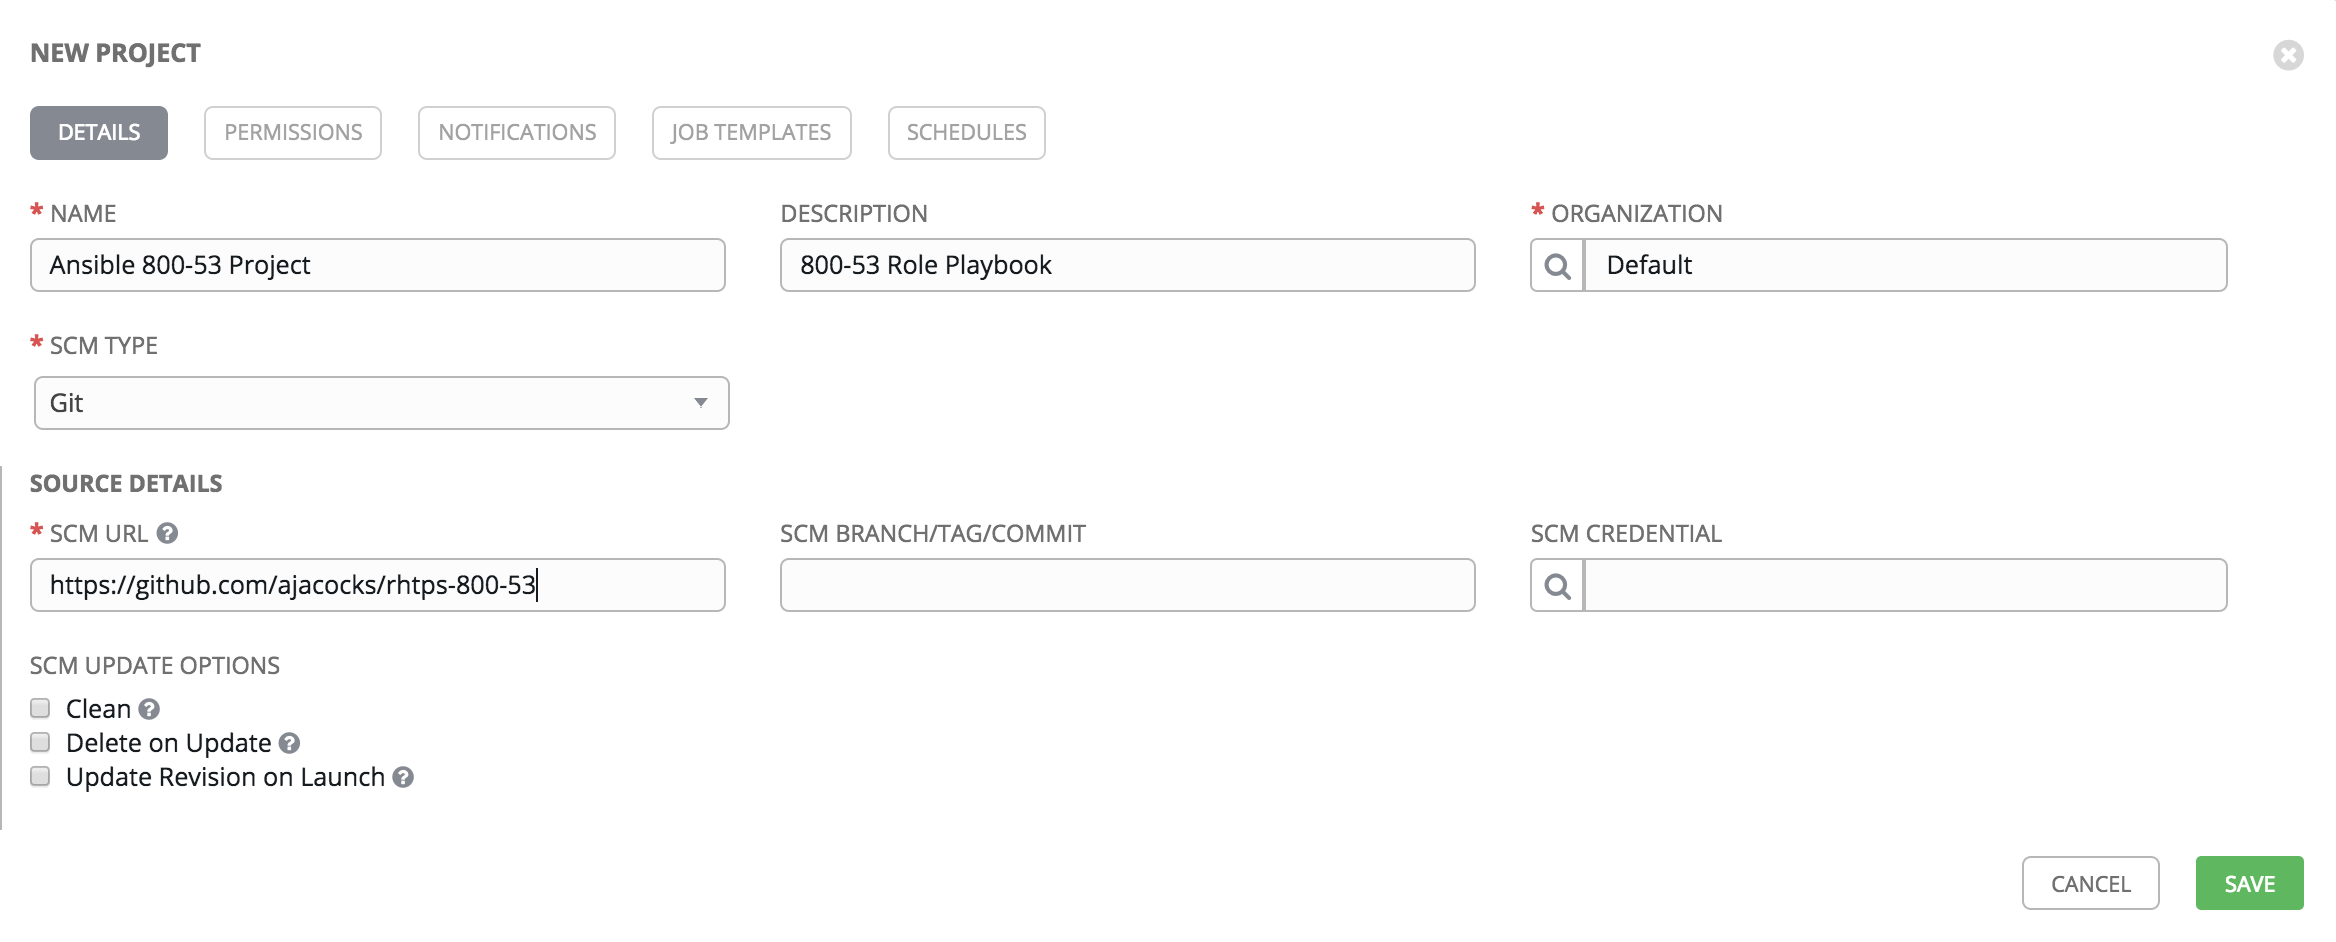 NEW PROJECT
DETAILS PERMISSIONS NOTIFICATIONS JOB TEMPLATES SCHEDULES
* NAME DESCRIPTION * ORGANIZATION
Ansible 800-53 Project 800-53 Role Playbook Default
* SCM TYPE
Git
SOURCE DETAILS
* SCM URL ? SCM BRANCH/TAG/COMMIT SCM CREDENTIAL
https://github.com/ajacocks/rhtps-800-53
SCM UPDATE OPTIONS
Clean ?
Delete on Update ?
Update Revision on Launch ?
CANCEL SAVE